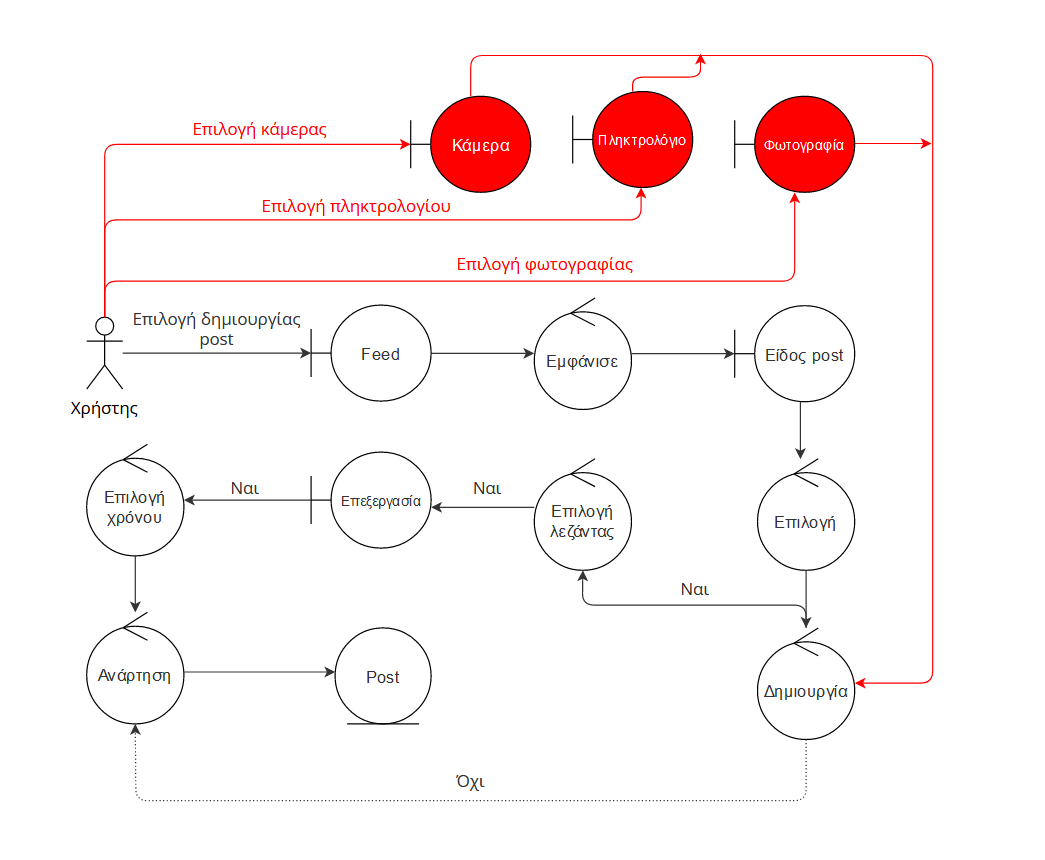 Επιλογή κάμερας
Κάμερα
Πληκτρολόγιο
Φωτογραφία
Επιλογή πληκτρολογίου
Επιλογή φωτογραφίας
Επιλογή δημιουργίας
post
Feed
Εμφάνισε
Είδος post
Χρήστης
Επιλογή
χρόνου
Ναι
Επεξεργασία
Ναι
Επιλογή
λεζάντας
Επιλογή
Ναι
Ανάρτηση
Post
Δημιουργία
Όχι